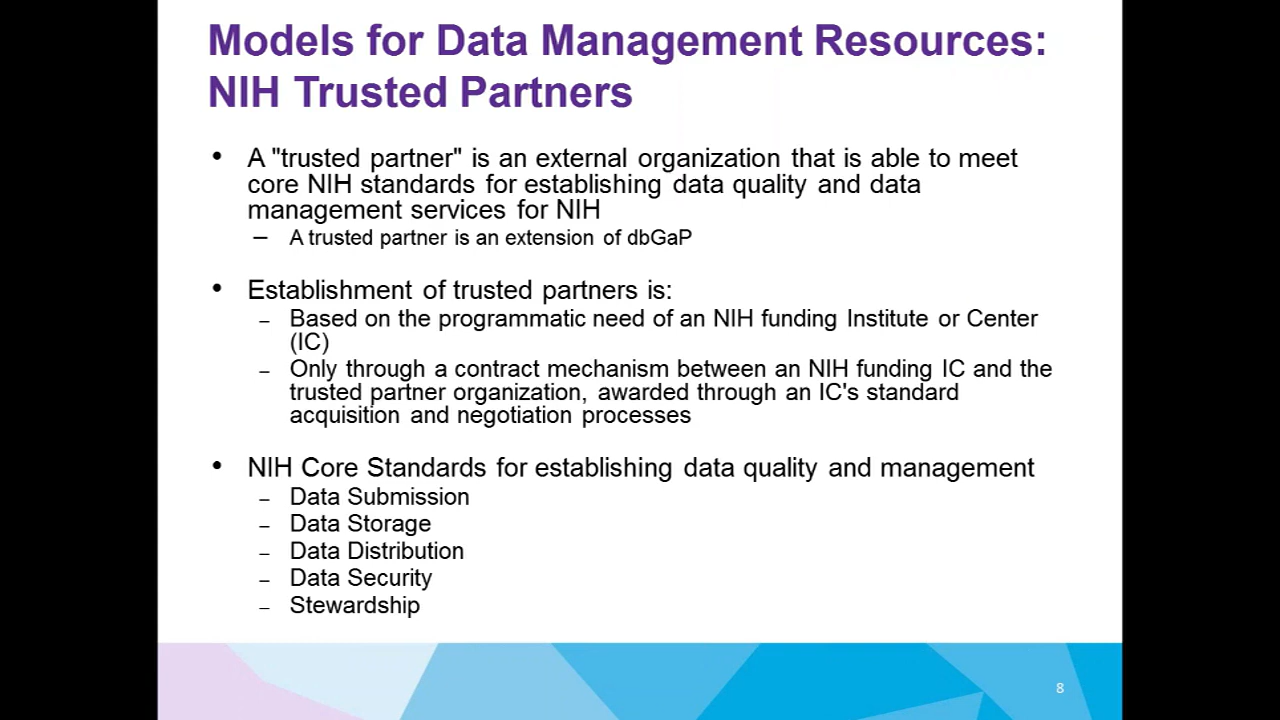 Models for Data Management Resources:
NIH Trusted Partners
• A "trusted partner" is an external organization that is able to meet
core NIH standards for establishing data quality and data
management services for NIH
– A trusted partner is an extension of dbGaP
• Establishment of trusted partners is:
– Based on the programmatic need of an NIH funding Institute or Center
(IC)
– Only through a contract mechanism between an NIH funding IC and the
trusted partner organization, awarded through an IC's standard
acquisition and negotiation processes
• NIH Core Standards for establishing data quality and management
– Data Submission
– Data Storage
– Data Distribution
– Data Security
– Stewardship
8